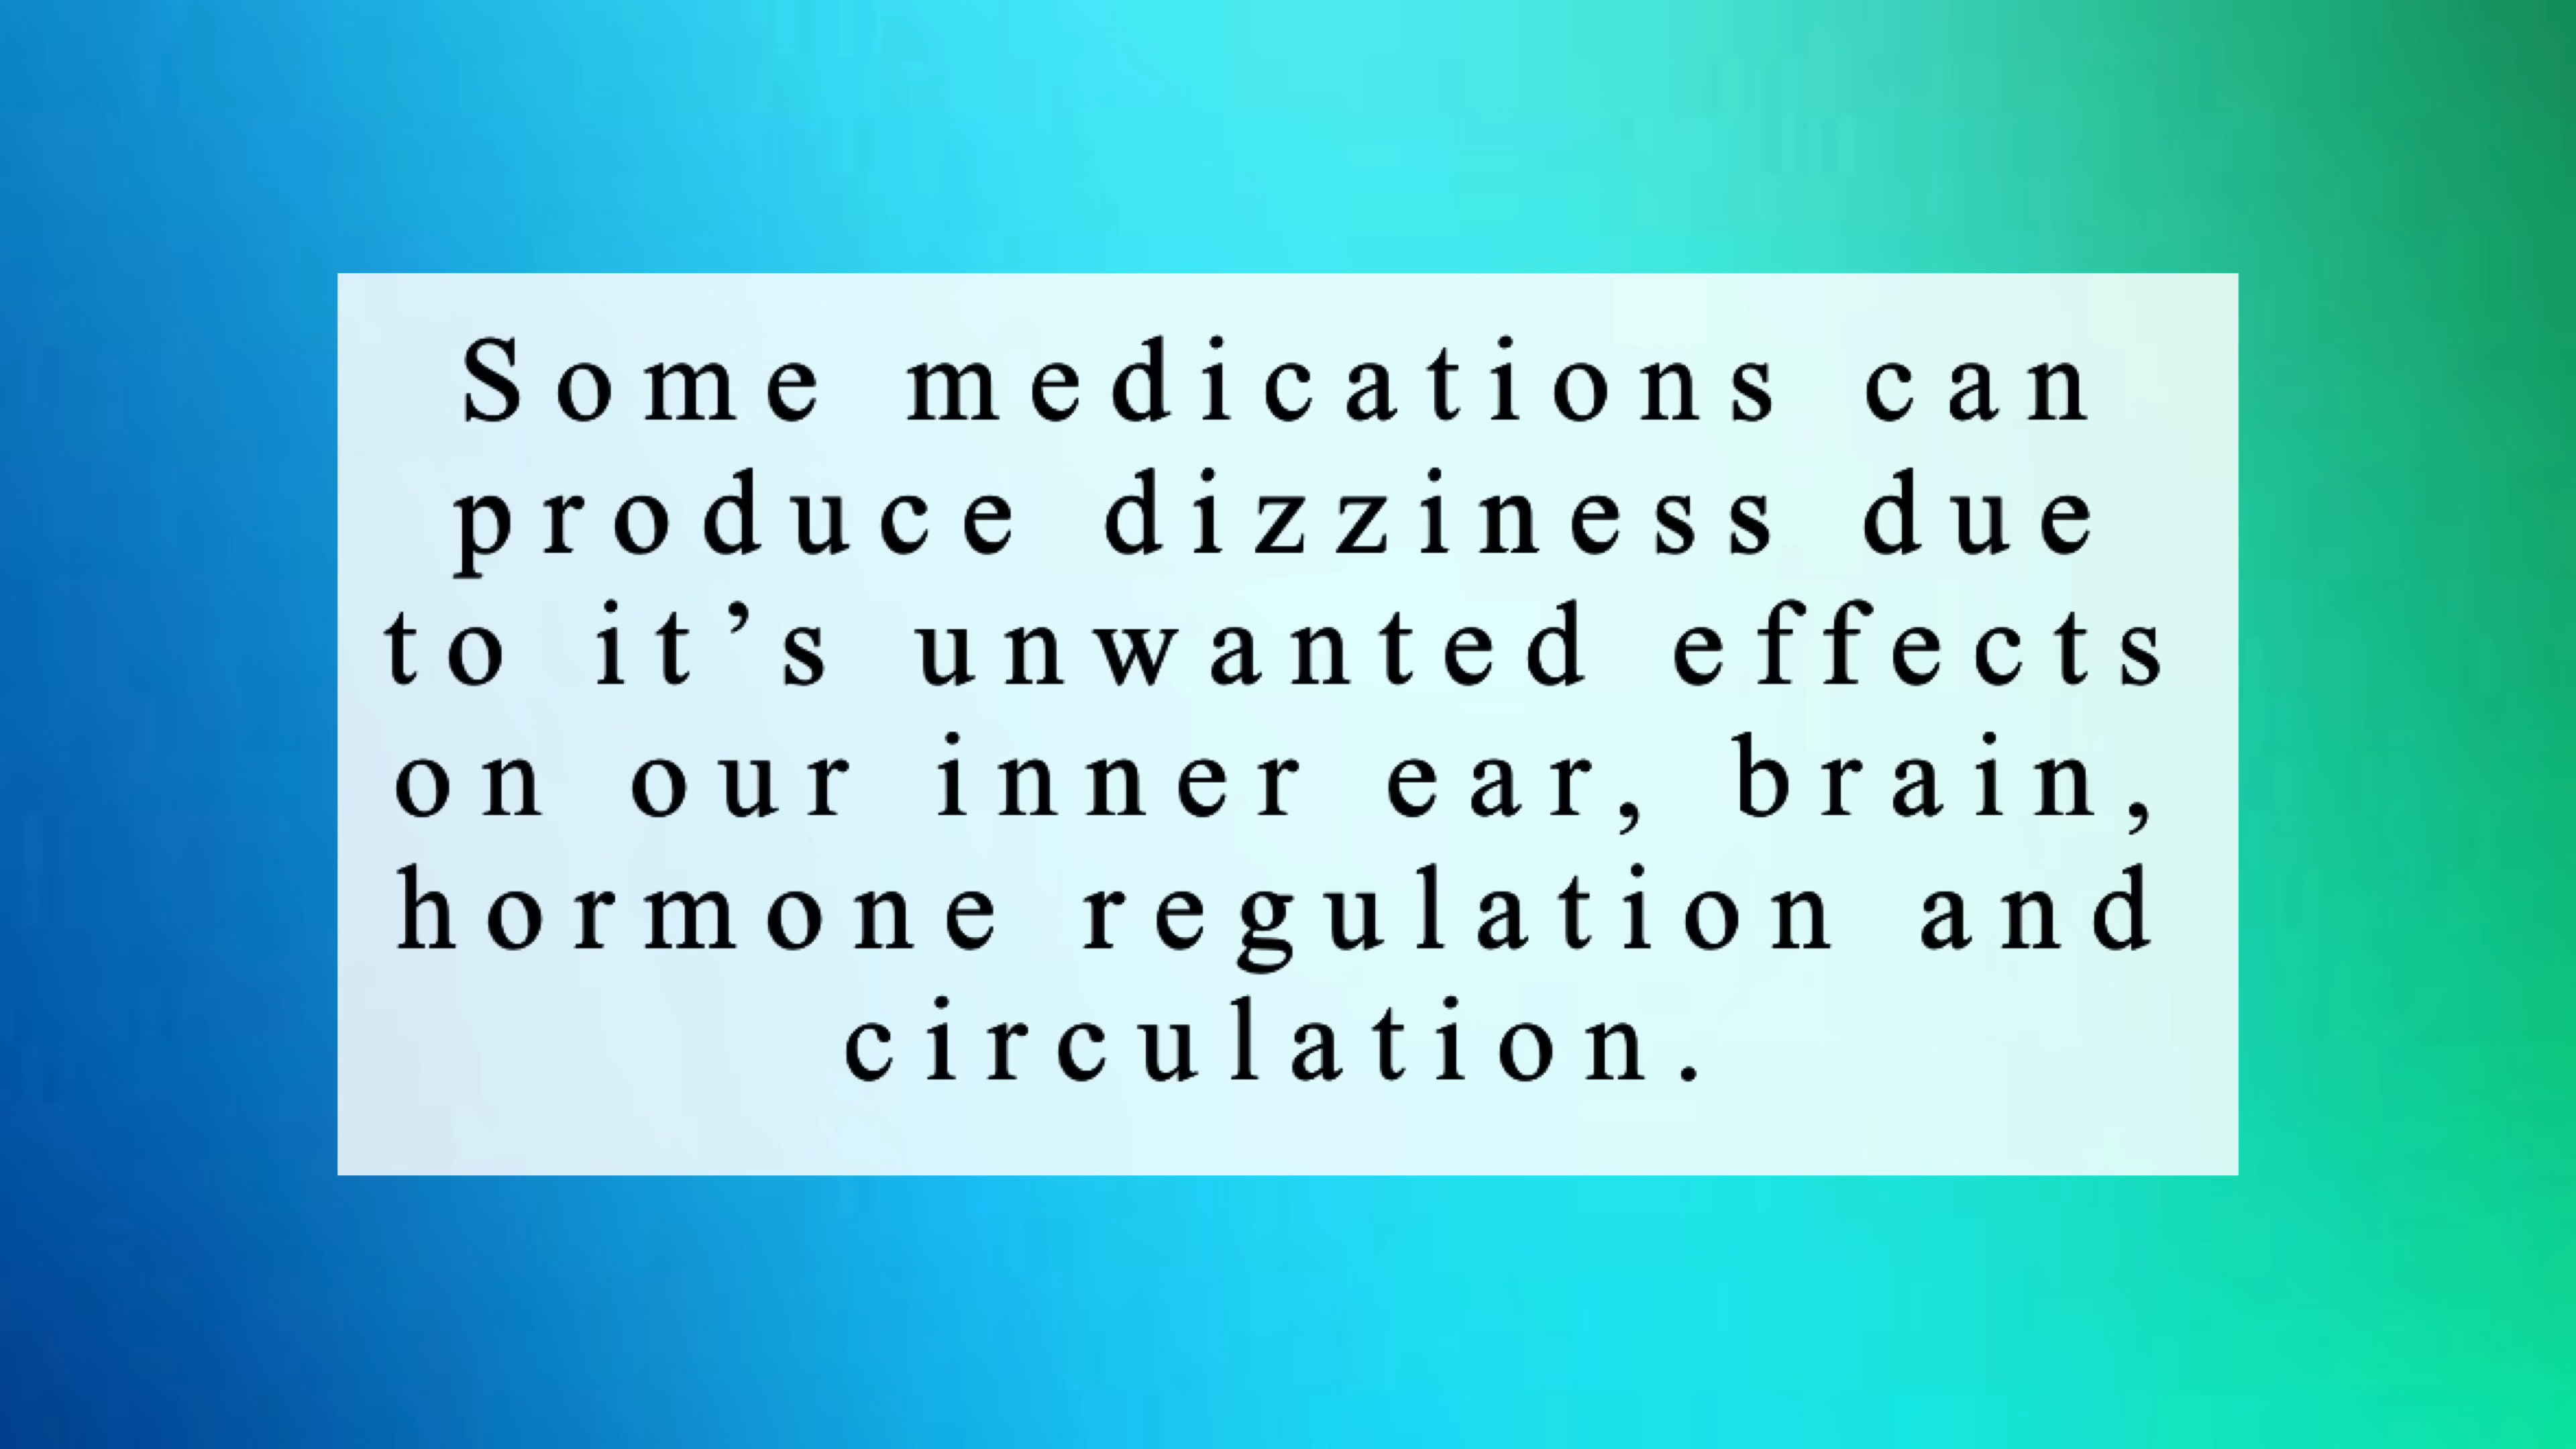 Some medications can
produce dizziness due
to it’s unwanted effects
on our inner ear, brain,
hormone regulation and
circulation.